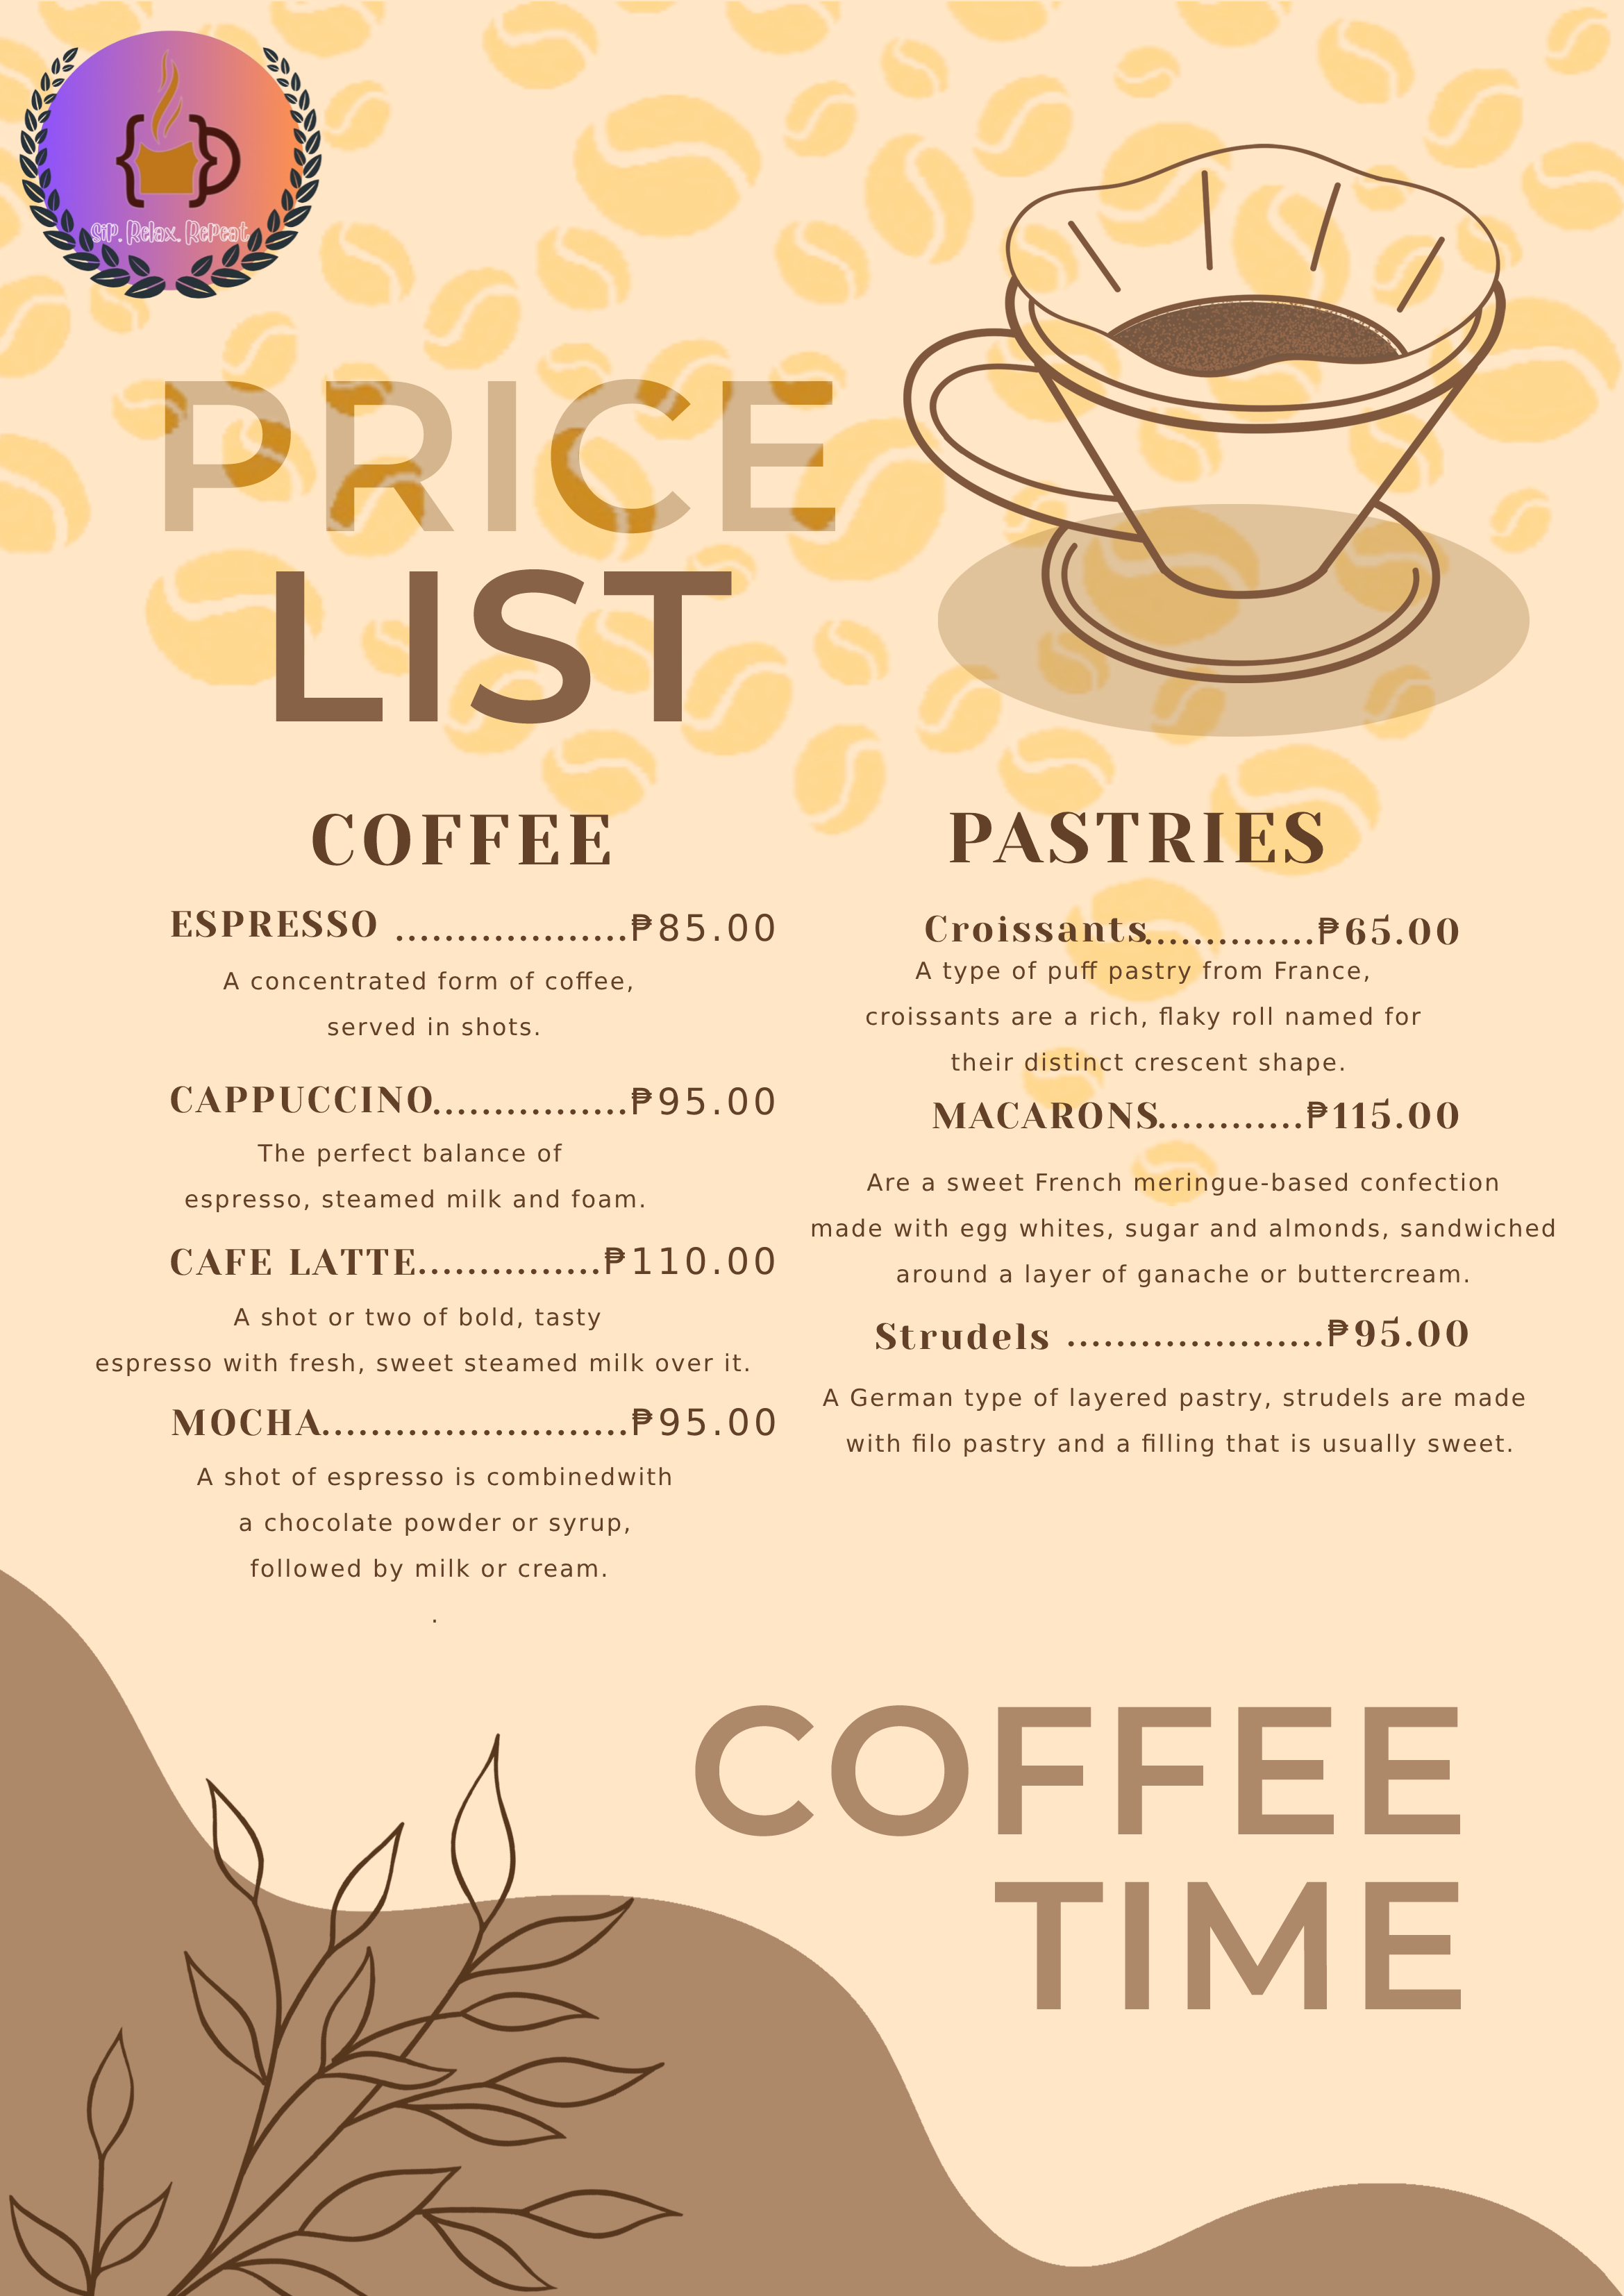 Sip. Relax. Repeat
PRICE
LIST
COFFEE
ESPRESSO ...................₱85.00
A concentrated form of coffee,
served in shots.
CAPPUCCINO................₱95.00
The perfect balance of
espresso, steamed milk and foam.
CAFE LATTE...............₱110.00
A shot or two of bold, tasty
espresso with fresh, sweet steamed milk over it.
MOCHA.........................₱95.00
A shot of espresso is combinedwith
a chocolate powder or syrup,
followed by milk or cream.
.
PASTRIES
Croissants..............₱65.00
A type of puff pastry from France,
croissants are a rich, flaky roll named for
their distinct crescent shape.
MACARONS............₱115.00
Are a sweet French meringue-based confection
made with egg whites, sugar and almonds, sandwiched
around a layer of ganache or buttercream.
Strudels .....................₱95.00
A German type of layered pastry, strudels are made
with filo pastry and a filling that is usually sweet.
COFFEE
TIME